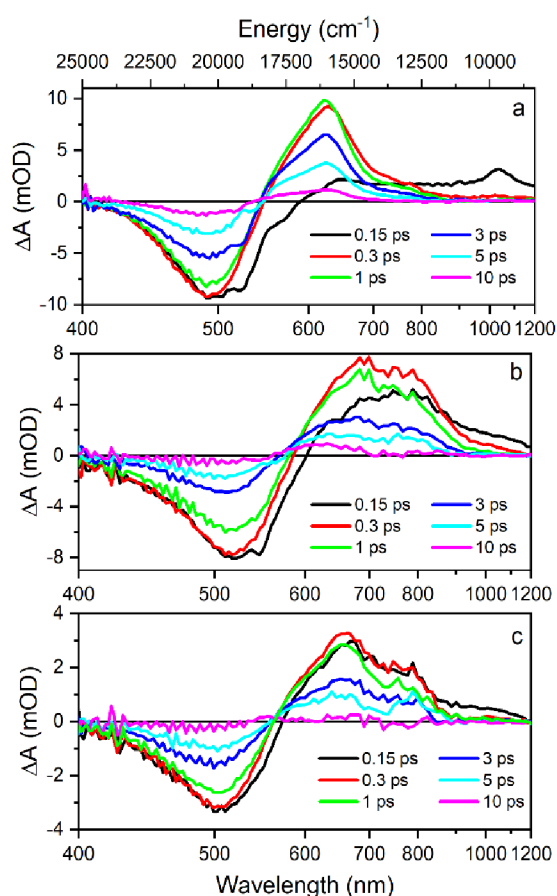 Energy (cm⁻¹)
25000 22500 20000 17500 15000 12500 10000
a
10
5
0
-5
-10
ΔA (mOD)
0.15 ps 3 ps
0.3 ps 5 ps
1 ps 10 ps
400 500 600 700 800 1000 1200
b
8
4
0
-4
-8
ΔA (mOD)
0.15 ps 3 ps
0.3 ps 5 ps
1 ps 10 ps
400 500 600 700 800 1000 1200
c
4
2
0
-2
-4
ΔA (mOD)
0.15 ps 3 ps
0.3 ps 5 ps
1 ps 10 ps
400 500 600 700 800 1000 1200
Wavelength (nm)